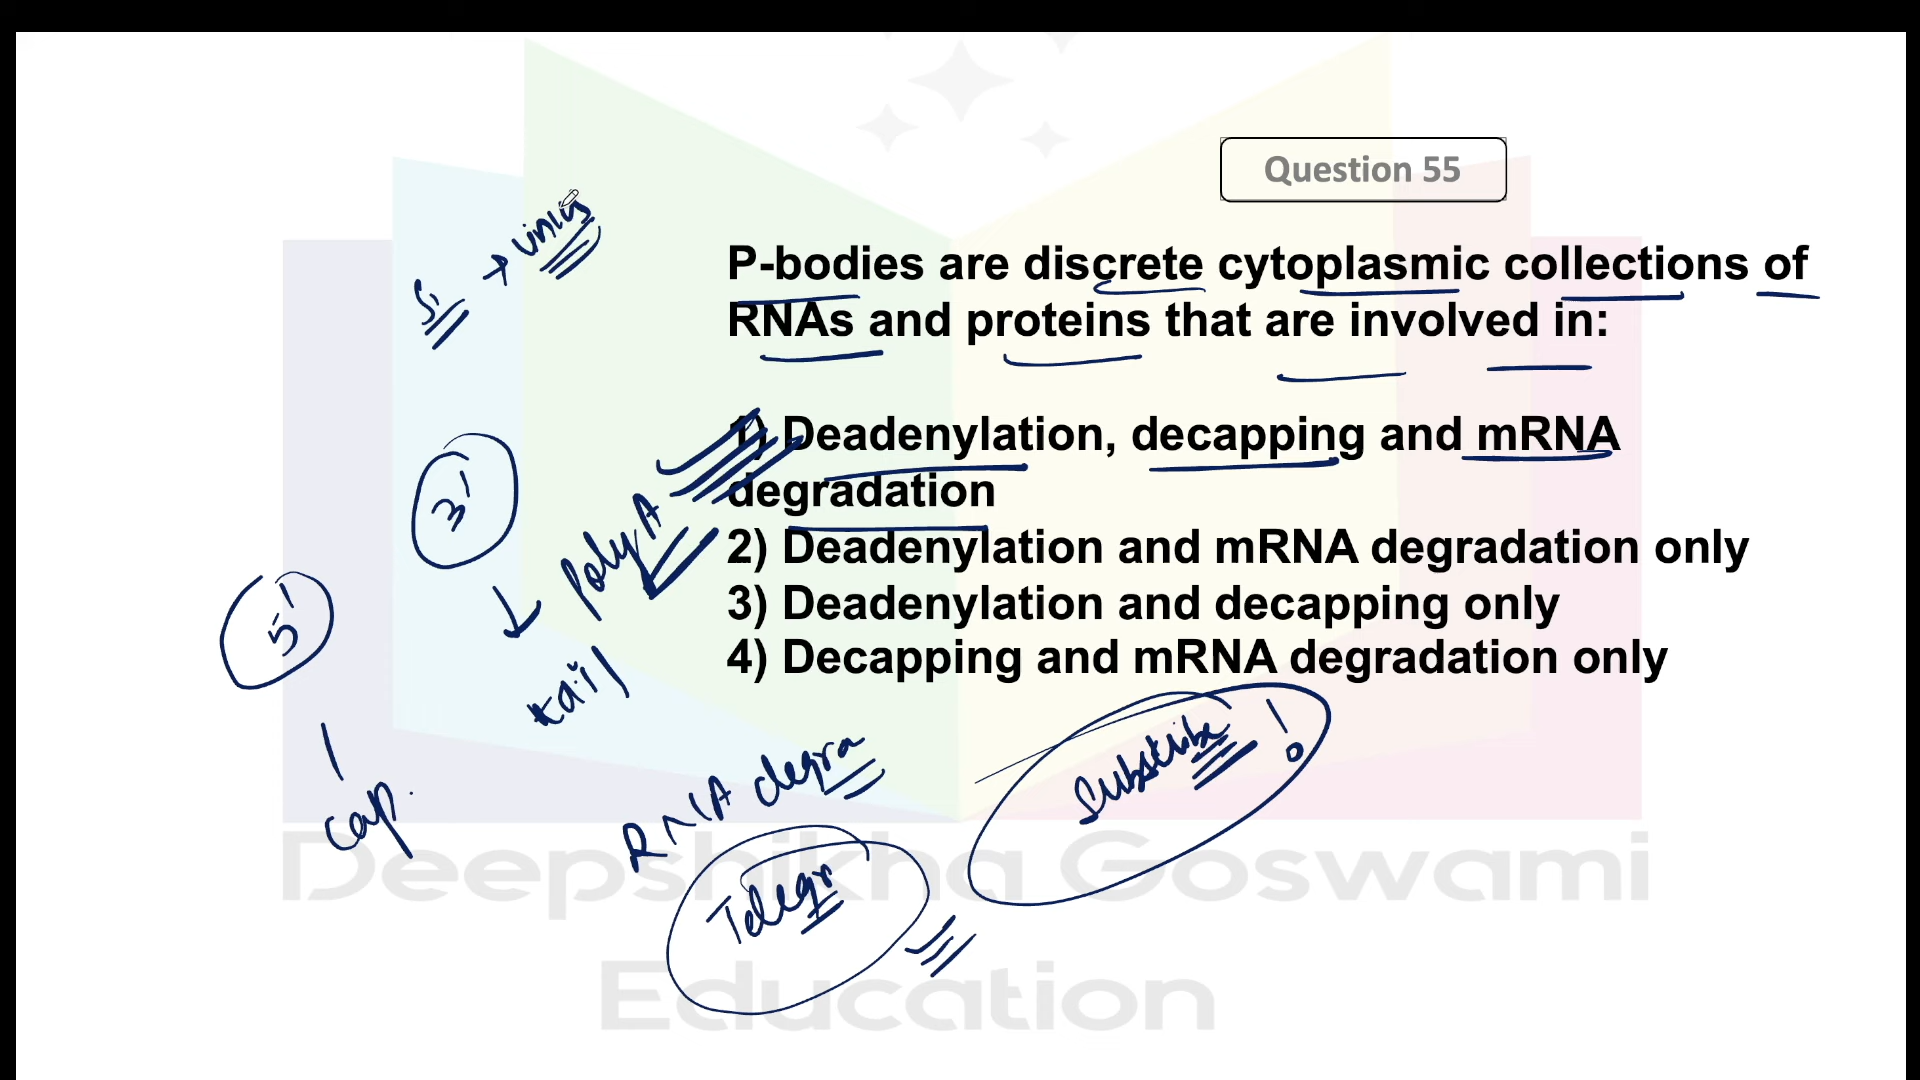 Question 55
P-bodies are discrete cytoplasmic collections of
RNAs and proteins that are involved in:
1) Deadenylation, decapping and mRNA
degradation
2) Deadenylation and mRNA degradation only
3) Deadenylation and decapping only
4) Decapping and mRNA degradation only
3'
Poly A
tail
5'
Cap.
RNA degra
Telegr
Deepshikha Goswami
Education